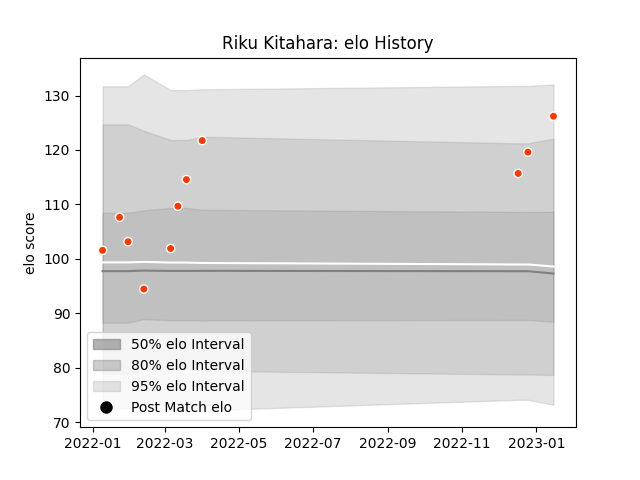 Riku Kitahara: elo History
elo score
130
120
110
100
90
80
70
50% elo Interval
80% elo Interval
95% elo Interval
Post Match elo
2022-01 2022-03 2022-05 2022-07 2022-09 2022-11 2023-01